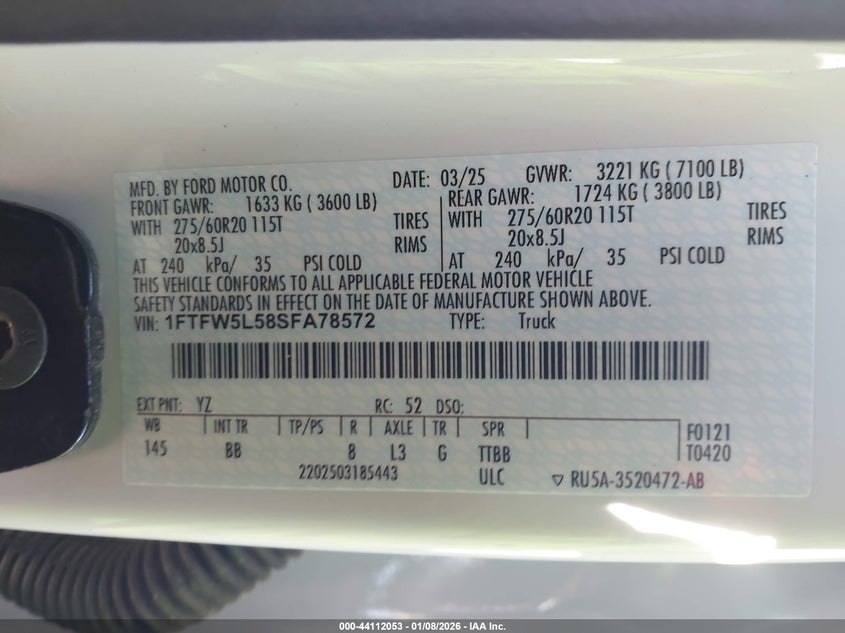 MFD. BY FORD MOTOR CO. DATE: 03/25 GVWR: 3221 KG ( 7100 LB)
FRONT GAWR: 1633 KG ( 3600 LB) REAR GAWR: 1724 KG ( 3800 LB)
WITH 275/60R20 115T TIRES WITH 275/60R20 115T TIRES
20x8.5J RIMS 20x8.5J RIMS
AT 240 kPa/ 35 PSI COLD AT 240 kPa/ 35 PSI COLD
THIS VEHICLE CONFORMS TO ALL APPLICABLE FEDERAL MOTOR VEHICLE
SAFETY STANDARDS IN EFFECT ON THE DATE OF MANUFACTURE SHOWN ABOVE.
VIN: 1FTFW5L58SFA78572 TYPE: Truck
EXT PNT: YZ RC: 52 DSO:
WB INT TR TP/PS R AXLE TR SPR F0121
145 BB 8 L3 G TTBB T0420
2202503185443 ULC ▽ RU5A-3520472-AB
000-44112053 - 01/08/2026 - IAA Inc.